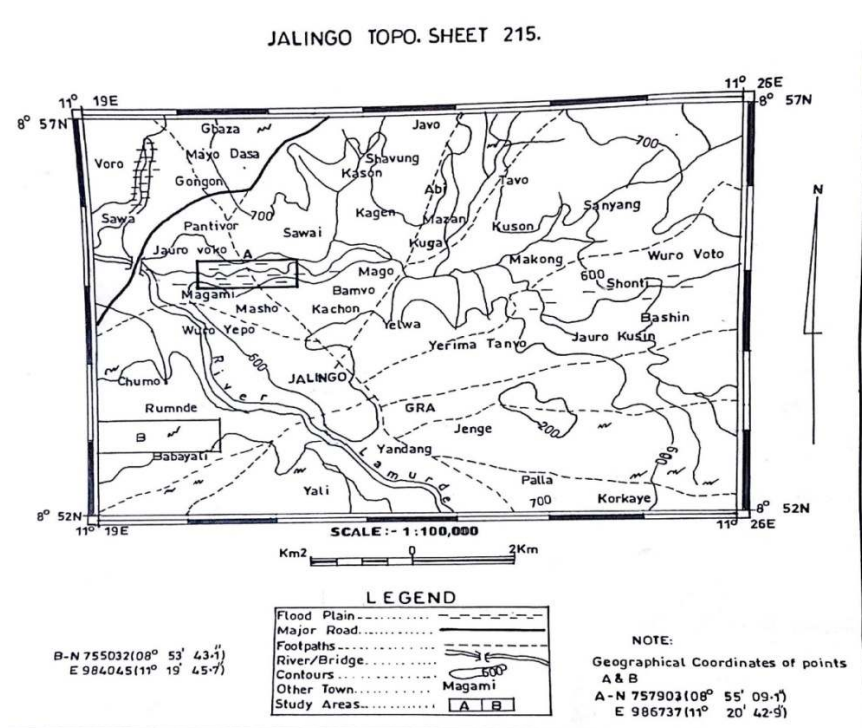 JALINGO TOPO. SHEET 215.
11° 19E
11° 26E
8° 57N
8° 57N
Gbaza
Javo
N
Voro
Mayo Dasa
Shavung
Kason
700
Gongon
Abi
Tavo
700
Sawa
Kagen
Mazan
Sanyang
Pantivor
Sawai
Kuson
Jauro voko
A
Kuga
Makong
Wuro Voto
Mago
600
Shonti
Magami
Bamvo
Masho
Kachon
Bashin
Wuro Yepo
Yelwa
Yerima Tanvo
Jauro Kusin
600
River
Chumo
JALINGO
Rumnde
GRA
200
B
Jenge
Babayati
Yandang
600
Lamurde
Yali
Palla
700
Korkaye
8° 52N
8° 52N
11° 19E
11° 26E
SCALE:- 1:100,000
Km2 0 2Km
LEGEND
Flood Plain
Major Road
Footpaths
River/Bridge
Contours 600
Other Town Magami
Study Areas A B
B-N 755032(08° 53' 43.1")
E 984045(11° 19' 45.7")
NOTE:
Geographical Coordinates of points
A & B
A-N 757903(08° 55' 09.1")
E 986737(11° 20' 42.9")